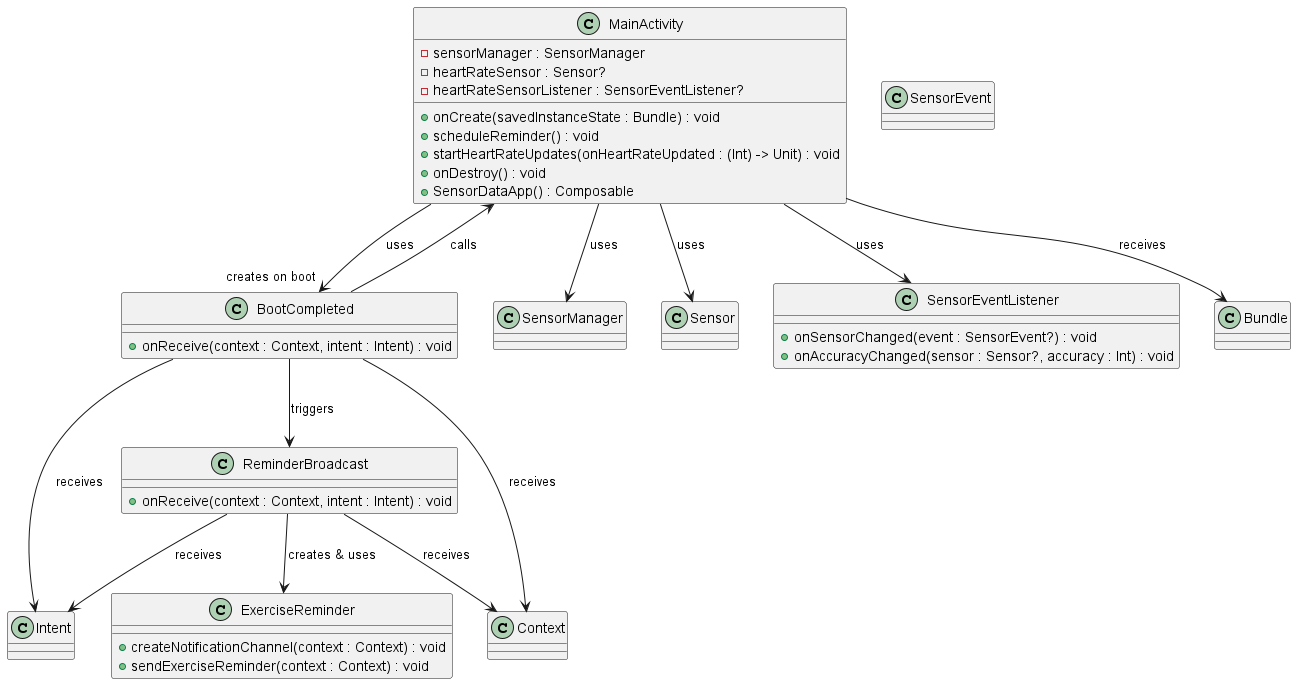 C MainActivity
sensorManager : SensorManager
heartRateSensor : Sensor?
heartRateSensorListener : SensorEventListener?
onCreate(savedInstanceState : Bundle) : void
scheduleReminder() : void
startHeartRateUpdates(onHeartRateUpdated : (Int) -> Unit) : void
onDestroy() : void
SensorDataApp() : Composable
C SensorEvent
uses
calls
uses
uses
uses
receives
creates on boot
C BootCompleted
onReceive(context : Context, intent : Intent) : void
C SensorManager
C Sensor
C SensorEventListener
onSensorChanged(event : SensorEvent?) : void
onAccuracyChanged(sensor : Sensor?, accuracy : Int) : void
C Bundle
triggers
receives
receives
C ReminderBroadcast
onReceive(context : Context, intent : Intent) : void
receives
creates & uses
receives
C Intent
C ExerciseReminder
createNotificationChannel(context : Context) : void
sendExerciseReminder(context : Context) : void
C Context